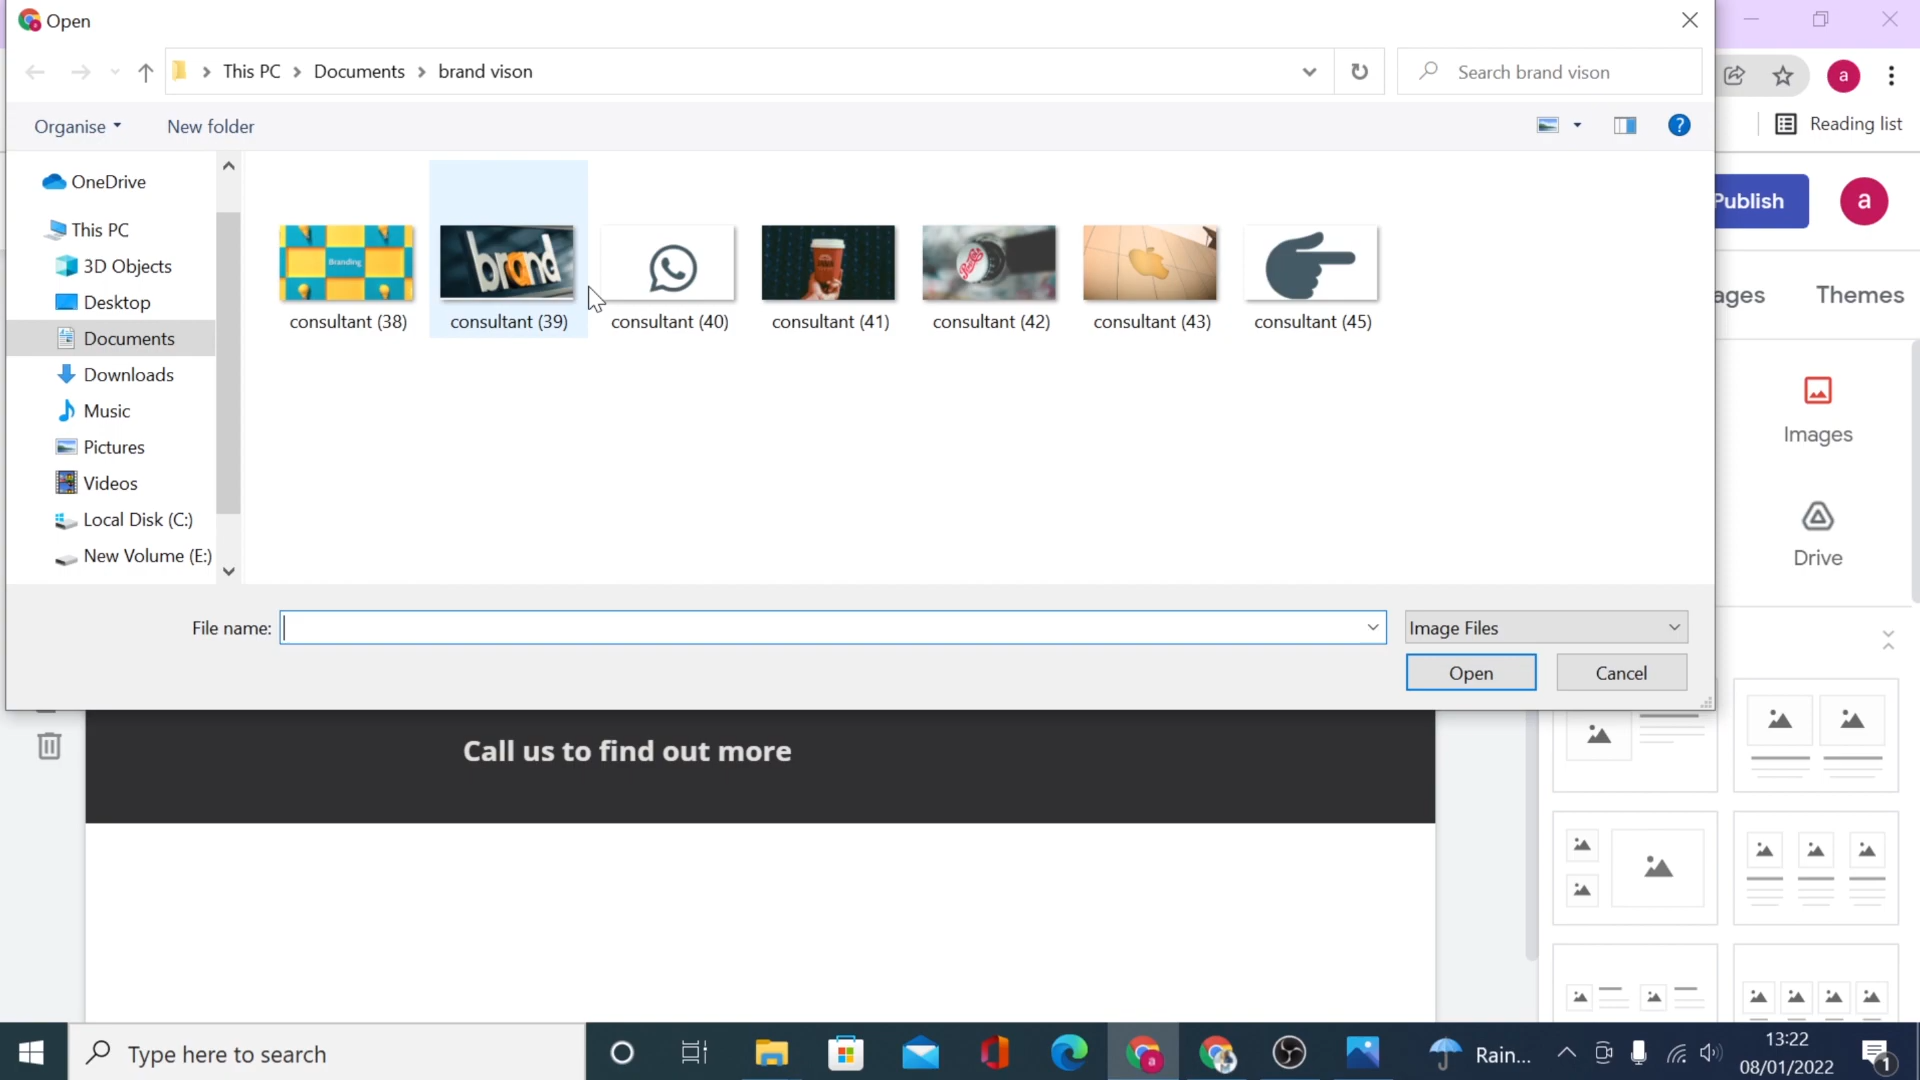 Open
This PC
Documents
brand vison
Search brand vison
a
Organise
New folder
?
Reading list
OneDrive
This PC
3D Objects
Desktop
Documents
Downloads
Music
Pictures
Videos
Local Disk (C:)
New Volume (E:)
Branding
brand
consultant (38)
consultant (39)
consultant (40)
consultant (41)
consultant (42)
consultant (43)
consultant (45)
Publish
a
ages
Themes
Images
Drive
File name:
Image Files
Open
Cancel
Call us to find out more
Type here to search
a
Rain...
13:22
08/01/2022
1